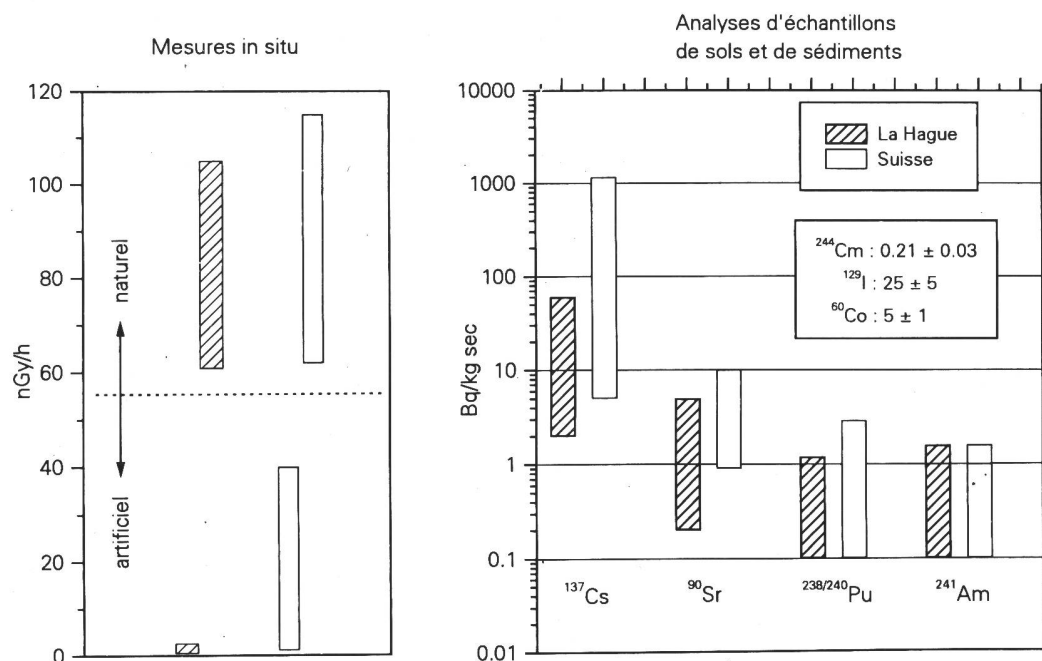 Mesures in situ
120
100
80
60
40
20
0
nGy/h
naturel
artificiel
Analyses d'échantillons
de sols et de sédiments
10000
1000
100
10
1
0.1
0.01
Bq/kg sec
La Hague
Suisse
²⁴⁴Cm : 0.21 ± 0.03
¹²⁹I : 25 ± 5
⁶⁰Co : 5 ± 1
¹³⁷Cs ⁹⁰Sr ²³⁸/²⁴⁰Pu ²⁴¹Am